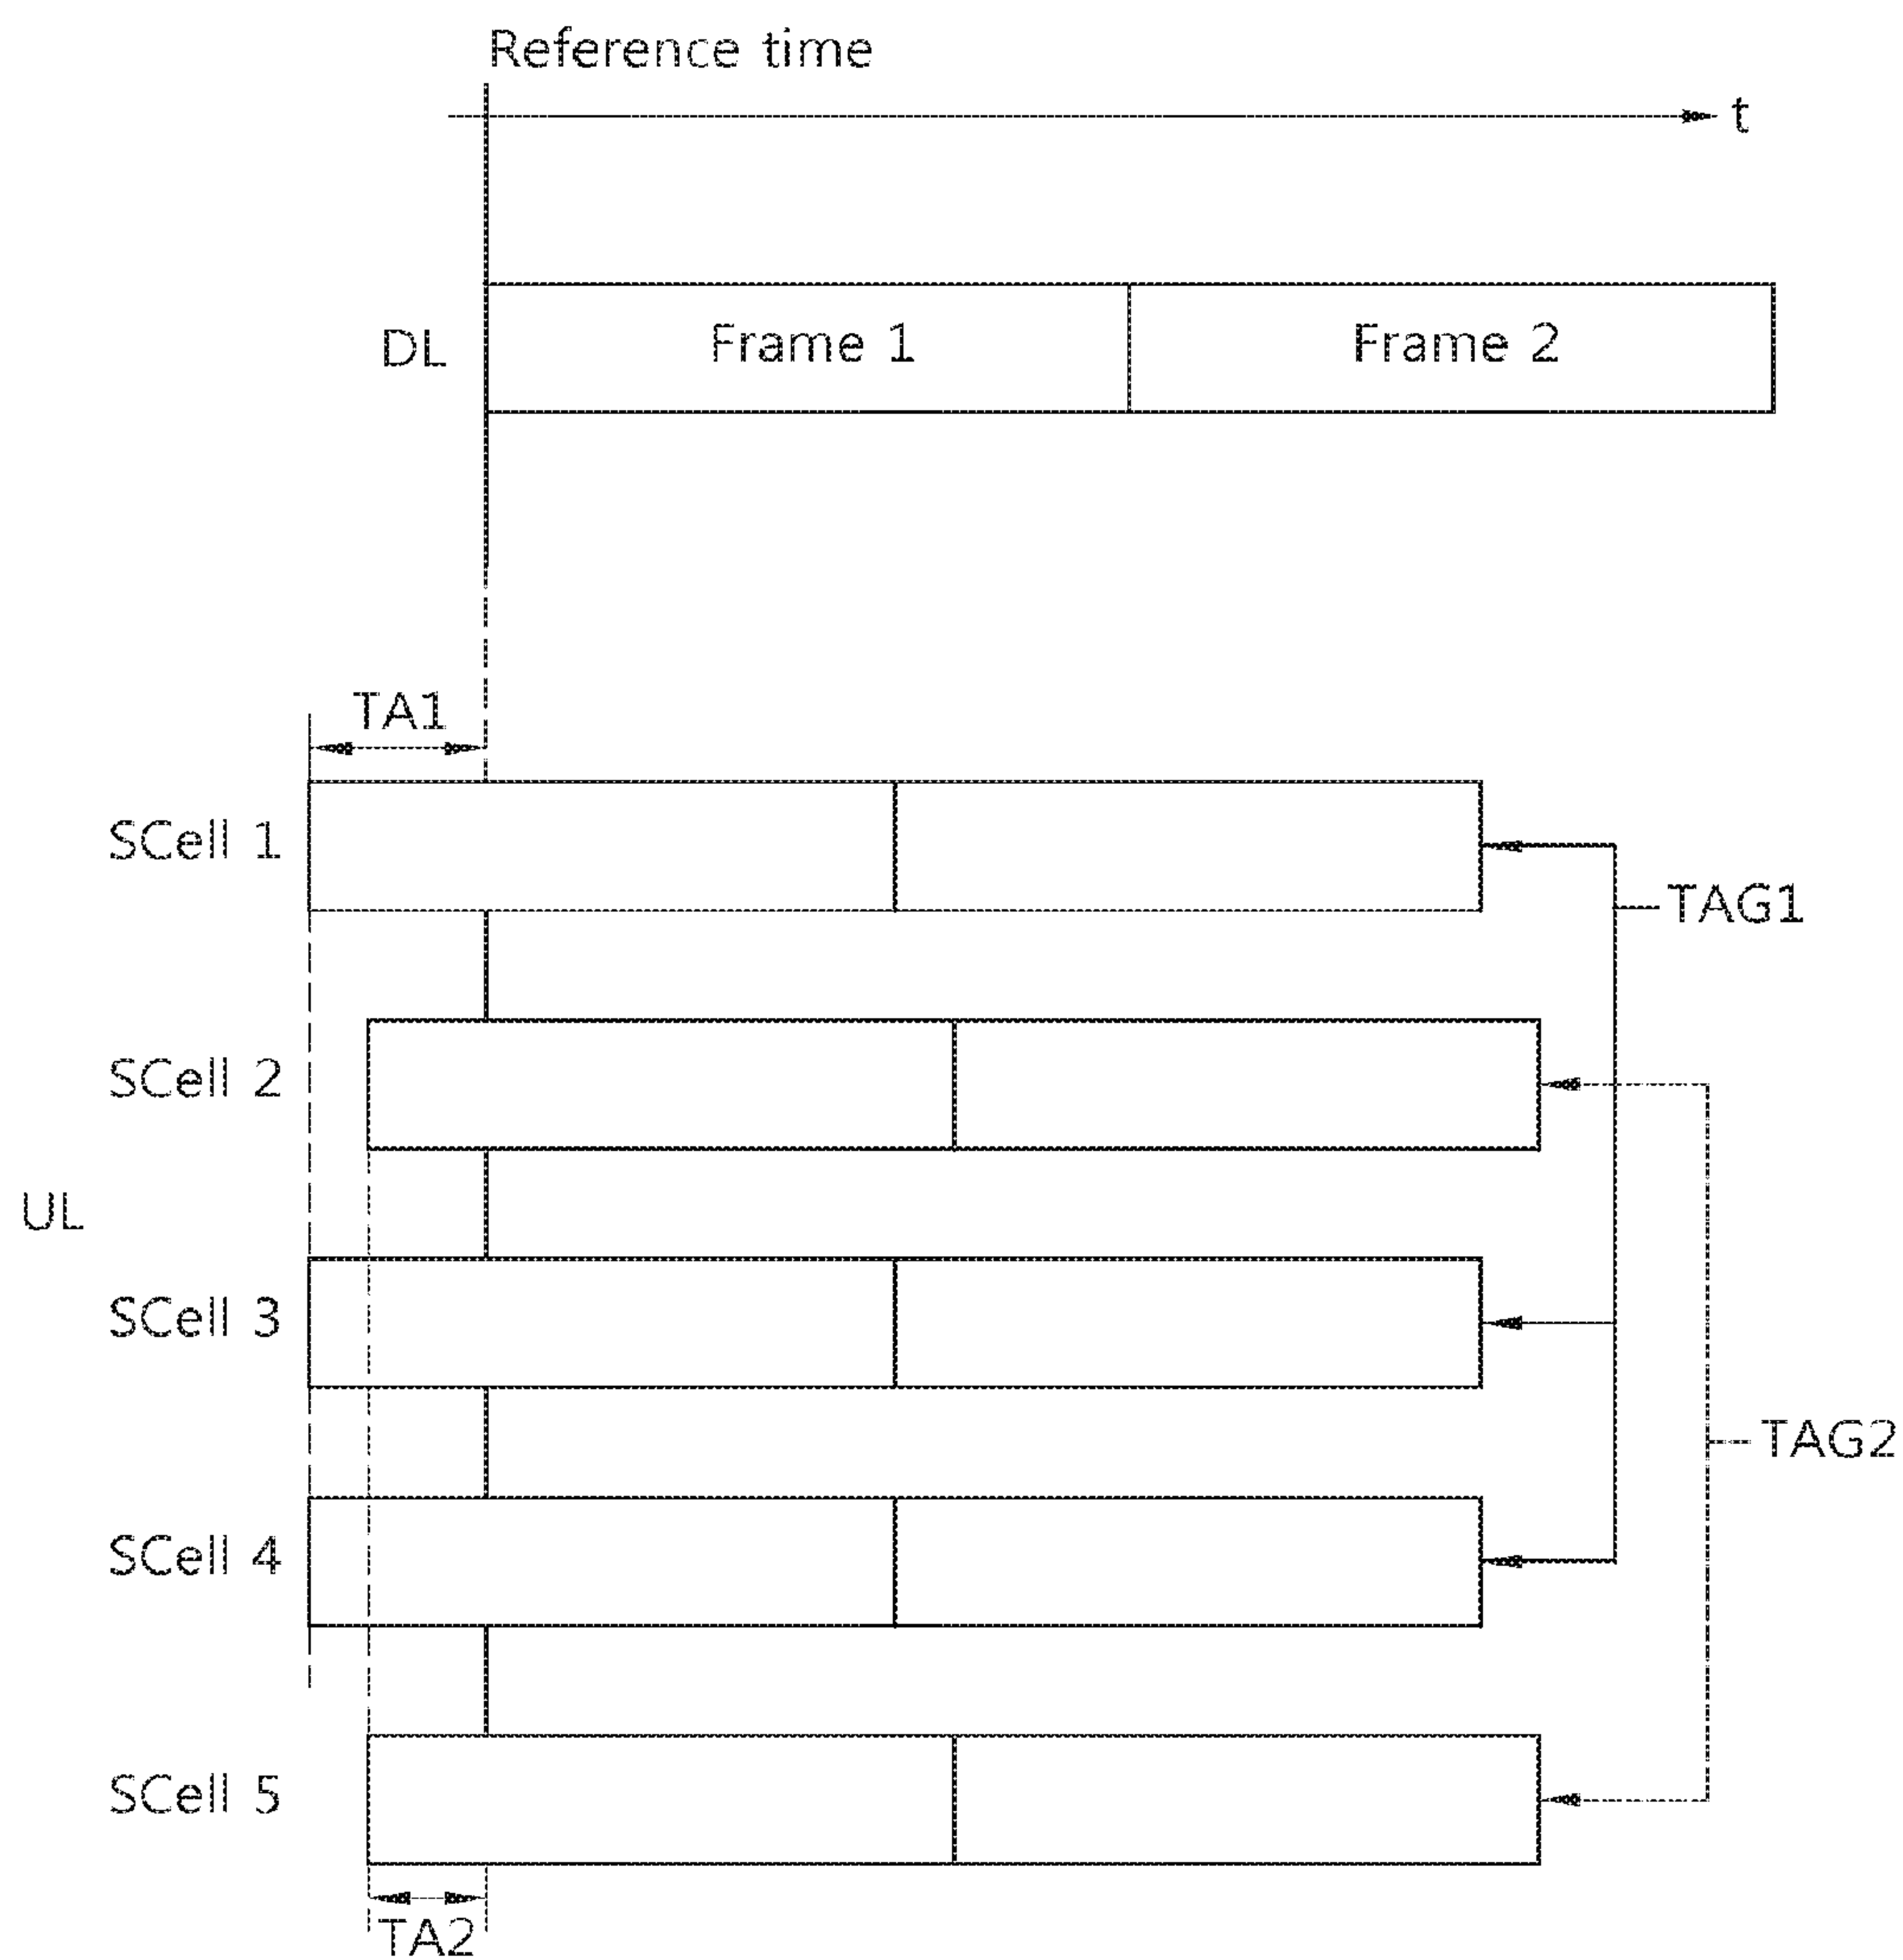 Reference time
t
DL
Frame 1
Frame 2
TA1
SCell 1
TAG1
SCell 2
UL
SCell 3
TAG2
SCell 4
SCell 5
TA2